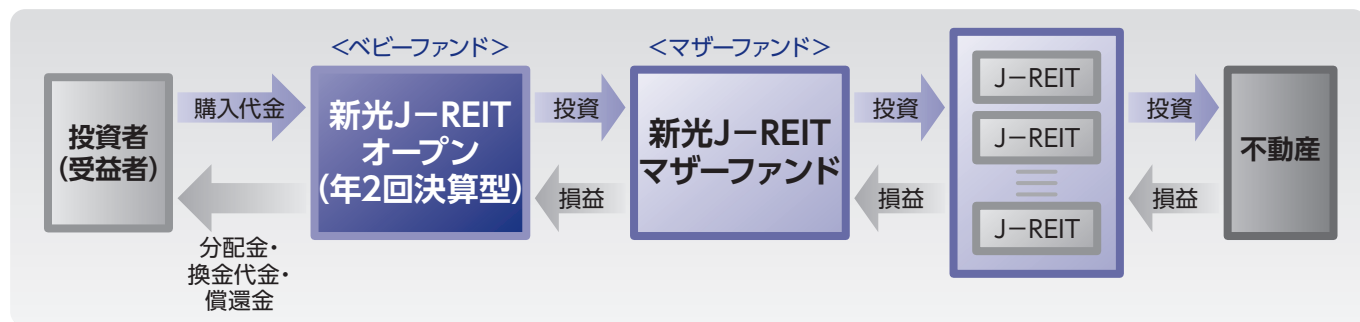 投資者
(受益者)
購入代金
分配金・
換金代金・
償還金
<ベビーファンド>
新光J−REIT
オープン
(年2回決算型)
投資
損益
<マザーファンド>
新光J−REIT
マザーファンド
投資
損益
J−REIT
J−REIT
J−REIT
投資
損益
不動産